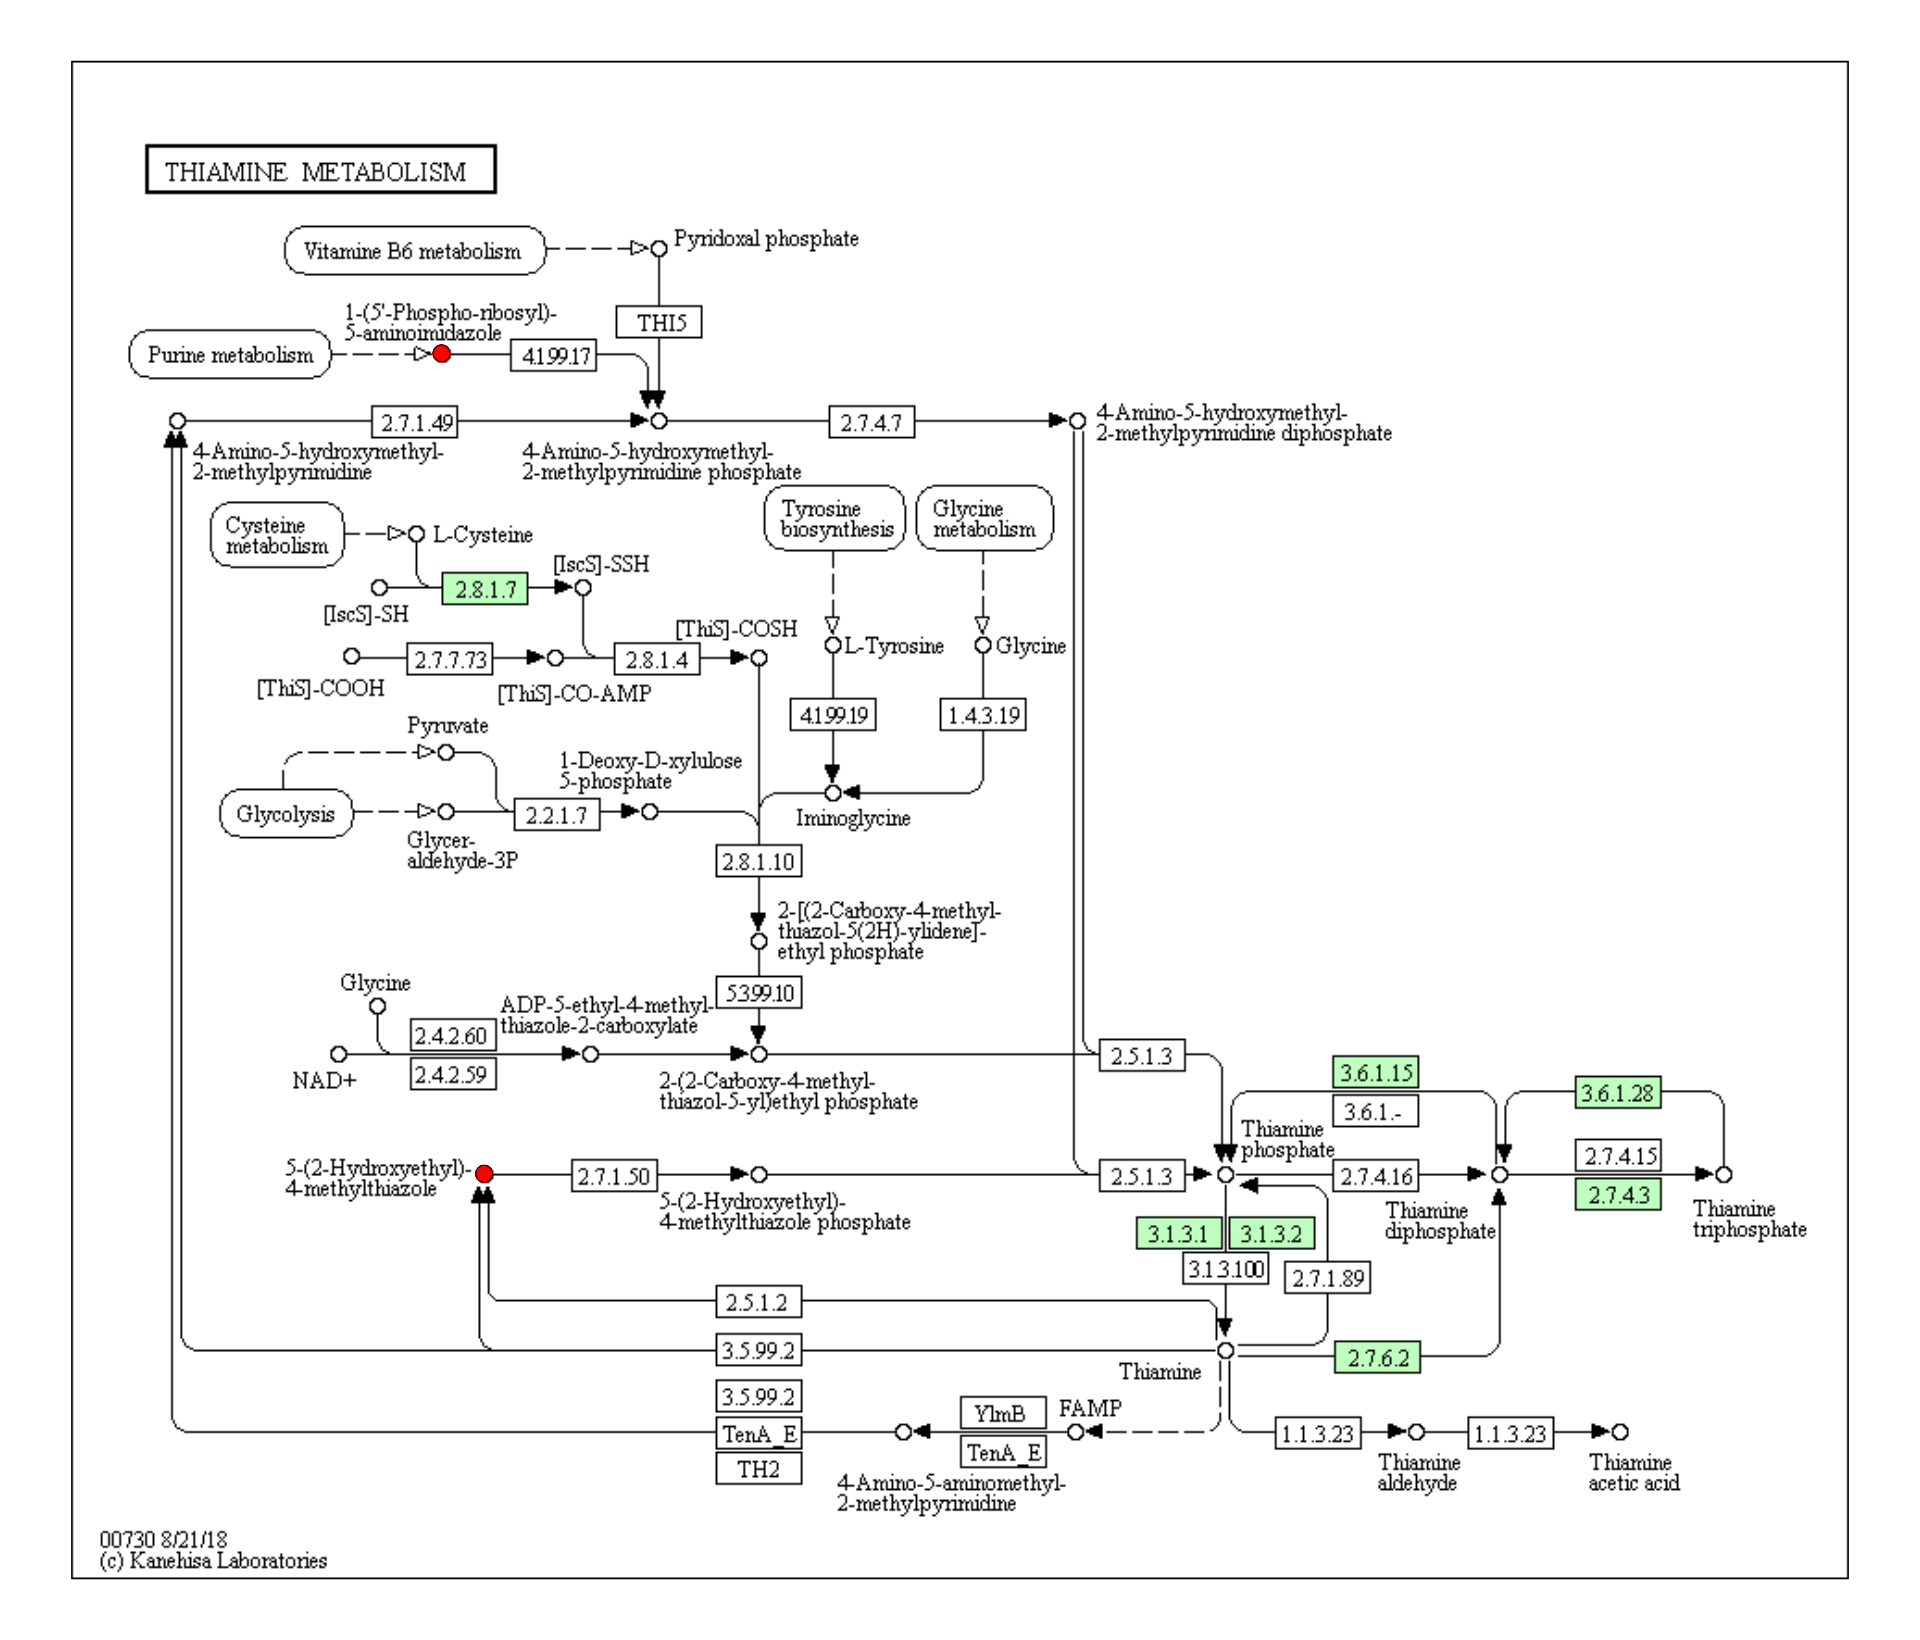 THIAMINE METABOLISM
Vitamine B6 metabolism
Pyridoxal phosphate
THI5
1-(5'-Phospho-ribosyl)-
5-aminoimidazole
Purine metabolism
4.1.99.17
2.7.1.49
2.7.4.7
4-Amino-5-hydroxymethyl-
2-methylpyrimidine diphosphate
4-Amino-5-hydroxymethyl-
2-methylpyrimidine
4-Amino-5-hydroxymethyl-
2-methylpyrimidine phosphate
Cysteine
metabolism
L-Cysteine
Tyrosine
biosynthesis
Glycine
metabolism
[IscS]-SSH
2.8.1.7
[IscS]-SH
[ThiS]-COSH
L-Tyrosine
Glycine
2.7.7.73
2.8.1.4
[ThiS]-COOH
[ThiS]-CO-AMP
4.1.99.19
1.4.3.19
Pyruvate
1-Deoxy-D-xylulose
5-phosphate
Glycolysis
2.2.1.7
Iminoglycine
Glycer-
aldehyde-3P
2.8.1.10
2-[(2-Carboxy-4-methyl-
thiazol-5(2H)-ylidene]-
ethyl phosphate
Glycine
5.3.99.10
ADP-5-ethyl-4-methyl-
thiazole-2-carboxylate
2.4.2.60
NAD+
2.4.2.59
2.5.1.3
2-(2-Carboxy-4-methyl-
thiazol-5-yl)ethyl phosphate
3.6.1.15
3.6.1.-
3.6.1.28
Thiamine
phosphate
5-(2-Hydroxyethyl)-
4-methylthiazole
2.7.1.50
2.5.1.3
2.7.4.16
2.7.4.15
2.7.4.3
5-(2-Hydroxyethyl)-
4-methylthiazole phosphate
Thiamine
diphosphate
Thiamine
triphosphate
3.1.3.1
3.1.3.2
3.1.3.100
2.7.1.89
2.5.1.2
3.5.99.2
2.7.6.2
Thiamine
3.5.99.2
TenA_E
TH2
YlmB
TenA_E
FAMP
1.1.3.23
1.1.3.23
4-Amino-5-aminomethyl-
2-methylpyrimidine
Thiamine
aldehyde
Thiamine
acetic acid
00730 8/21/18
(c) Kanehisa Laboratories